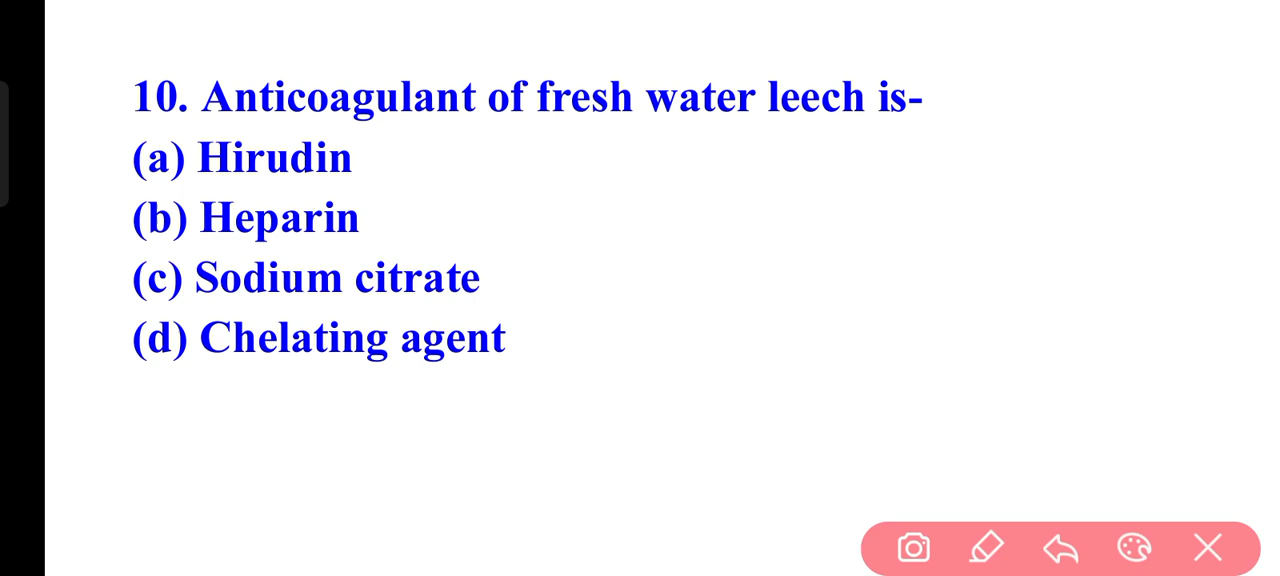 10. Anticoagulant of fresh water leech is-
(a) Hirudin
(b) Heparin
(c) Sodium citrate
(d) Chelating agent